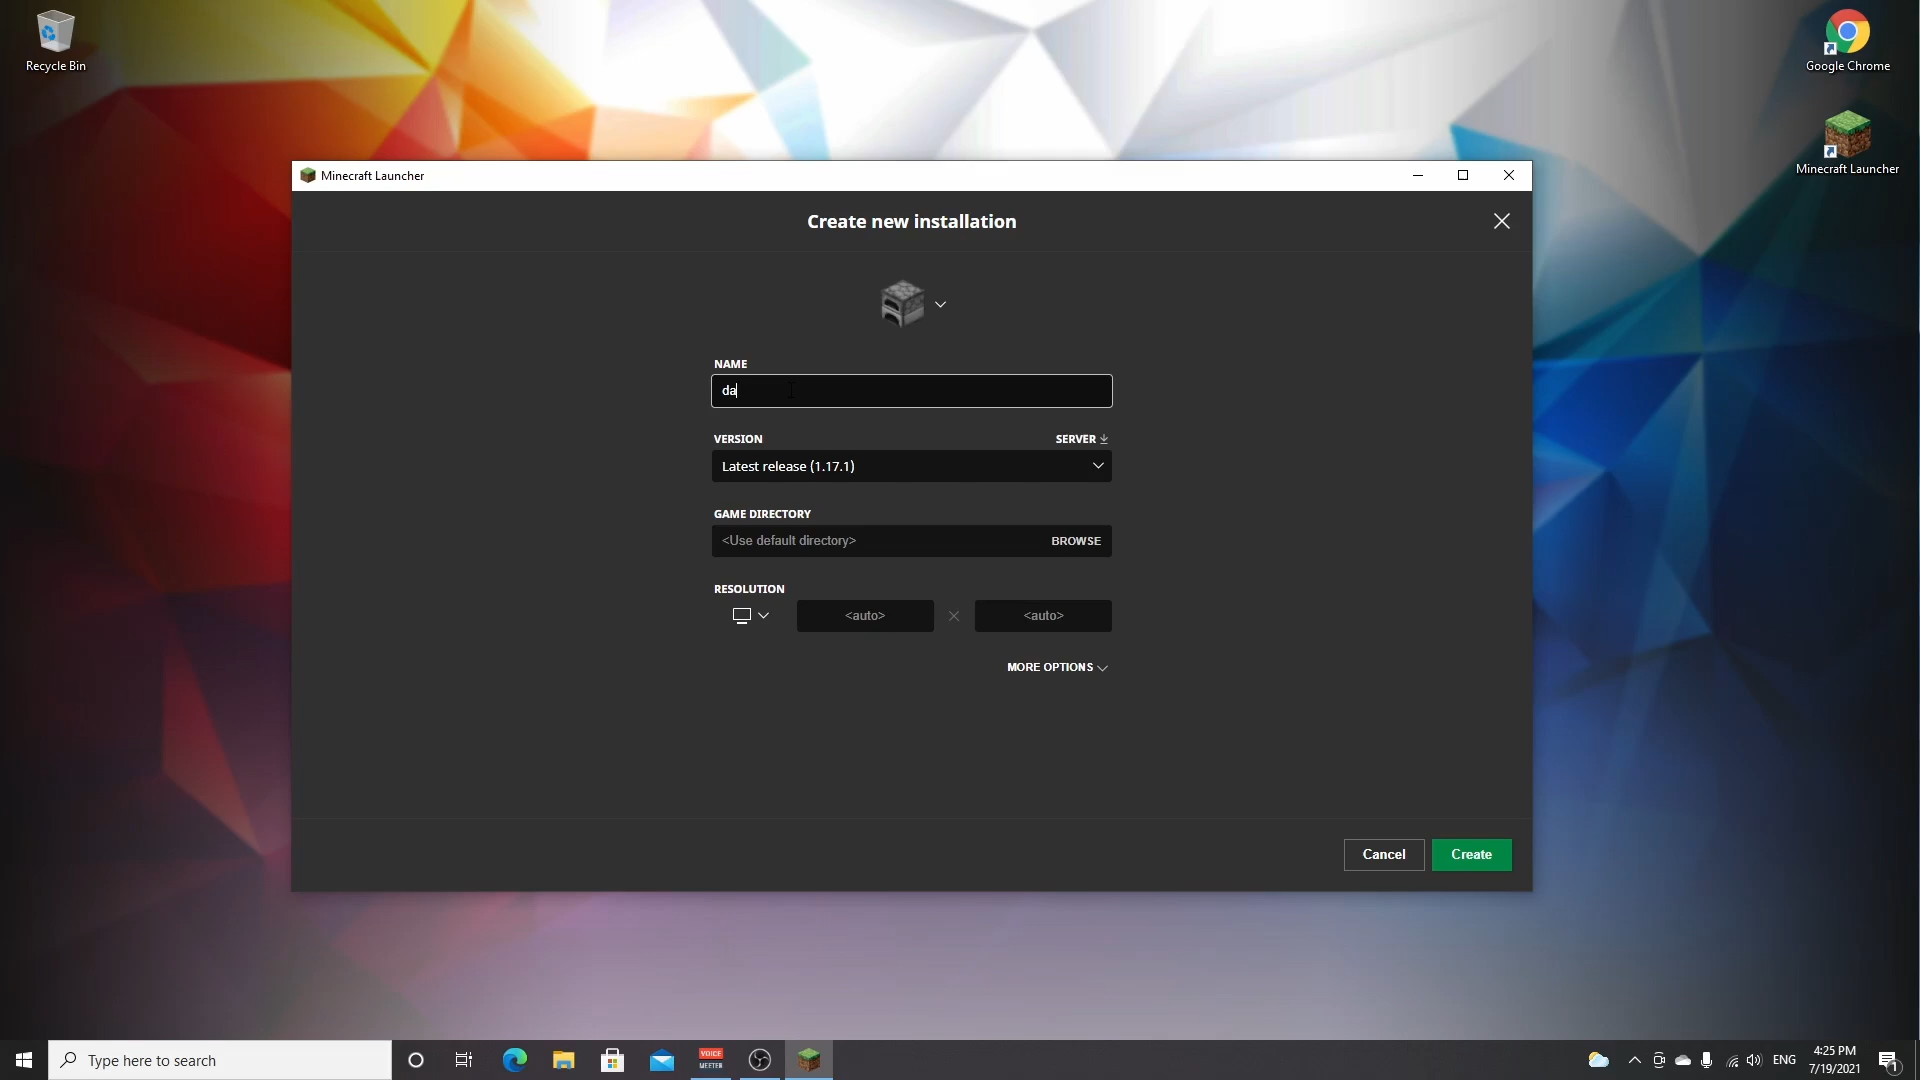 Recycle Bin
Google Chrome
Minecraft Launcher
Minecraft Launcher
Create new installation
NAME
da
VERSION
SERVER
Latest release (1.17.1)
GAME DIRECTORY
<Use default directory>
BROWSE
RESOLUTION
<auto>
<auto>
MORE OPTIONS
Cancel
Create
Type here to search
VOICE
MEETER
ENG
4:25 PM
7/19/2021
1